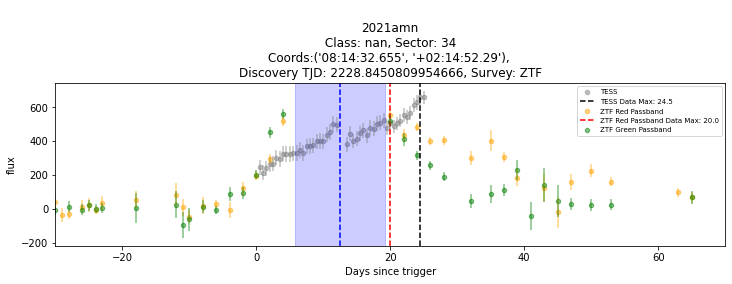 2021amn
Class: nan, Sector: 34
Coords:('08:14:32.655', '+02:14:52.29'),
Discovery TJD: 2228.8450809954666, Survey: ZTF
TESS
TESS Data Max: 24.5
ZTF Red Passband
ZTF Red Passband Data Max: 20.0
ZTF Green Passband
flux
600
400
200
0
−200
−20
0
20
40
60
Days since trigger